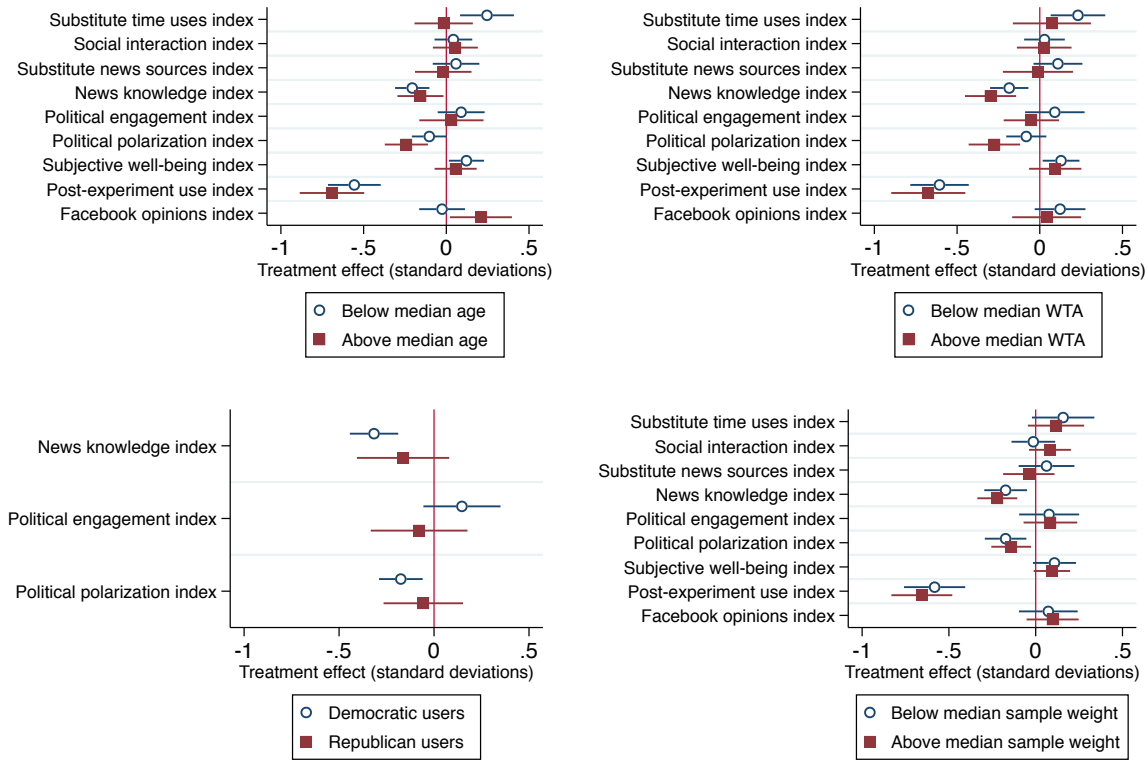 Substitute time uses index
Social interaction index
Substitute news sources index
News knowledge index
Political engagement index
Political polarization index
Subjective well-being index
Post-experiment use index
Facebook opinions index
-1 -.5 0 .5
Treatment effect (standard deviations)
Below median age
Above median age
Substitute time uses index
Social interaction index
Substitute news sources index
News knowledge index
Political engagement index
Political polarization index
Subjective well-being index
Post-experiment use index
Facebook opinions index
-1 -.5 0 .5
Treatment effect (standard deviations)
Below median WTA
Above median WTA
News knowledge index
Political engagement index
Political polarization index
-1 -.5 0 .5
Treatment effect (standard deviations)
Democratic users
Republican users
Substitute time uses index
Social interaction index
Substitute news sources index
News knowledge index
Political engagement index
Political polarization index
Subjective well-being index
Post-experiment use index
Facebook opinions index
-1 -.5 0 .5
Treatment effect (standard deviations)
Below median sample weight
Above median sample weight